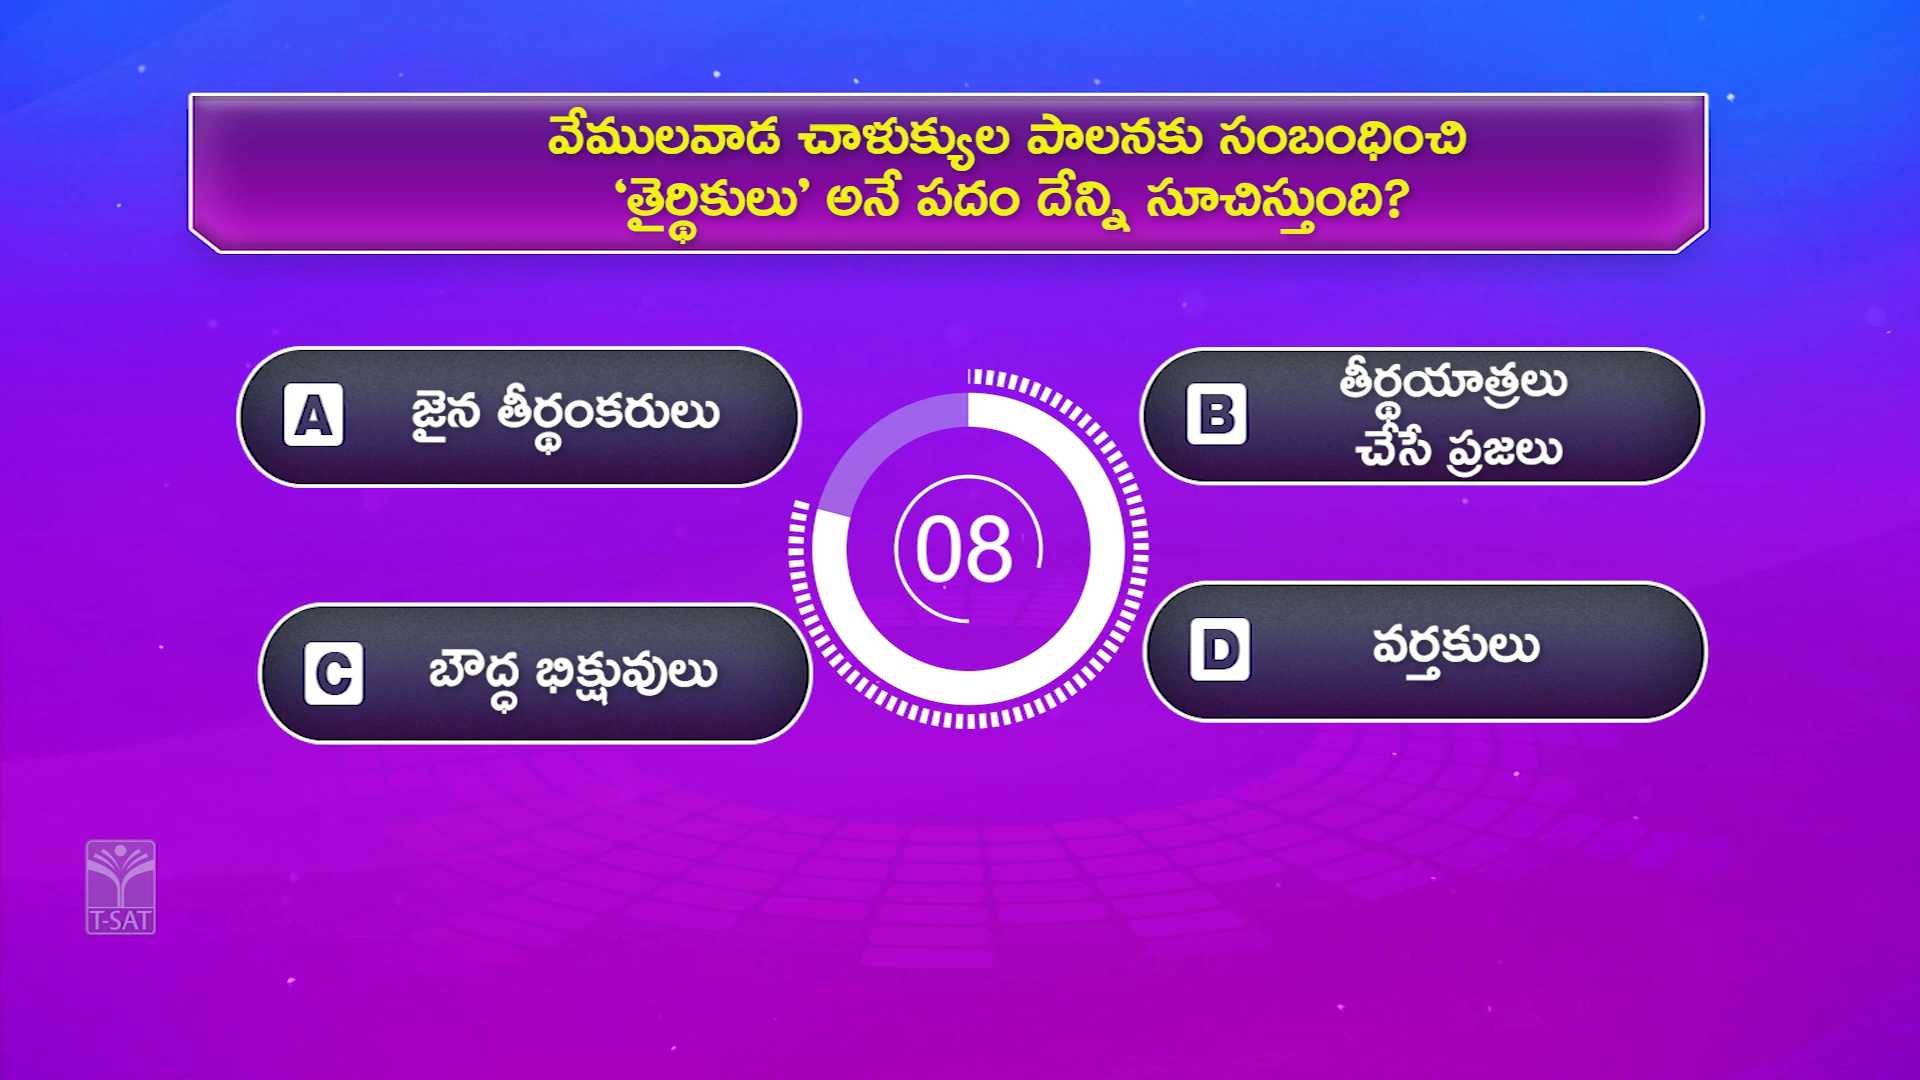 వేములవాడ చాళుక్యుల పాలనకు సంబంధించి
‘తైర్థికులు’ అనే పదం దేన్ని సూచిస్తుంది?
A జైన తీర్థంకరులు
B తీర్థయాత్రలు
చేసే ప్రజలు
08
C బౌద్ధ భిక్షువులు
D వర్తకులు
T-SAT